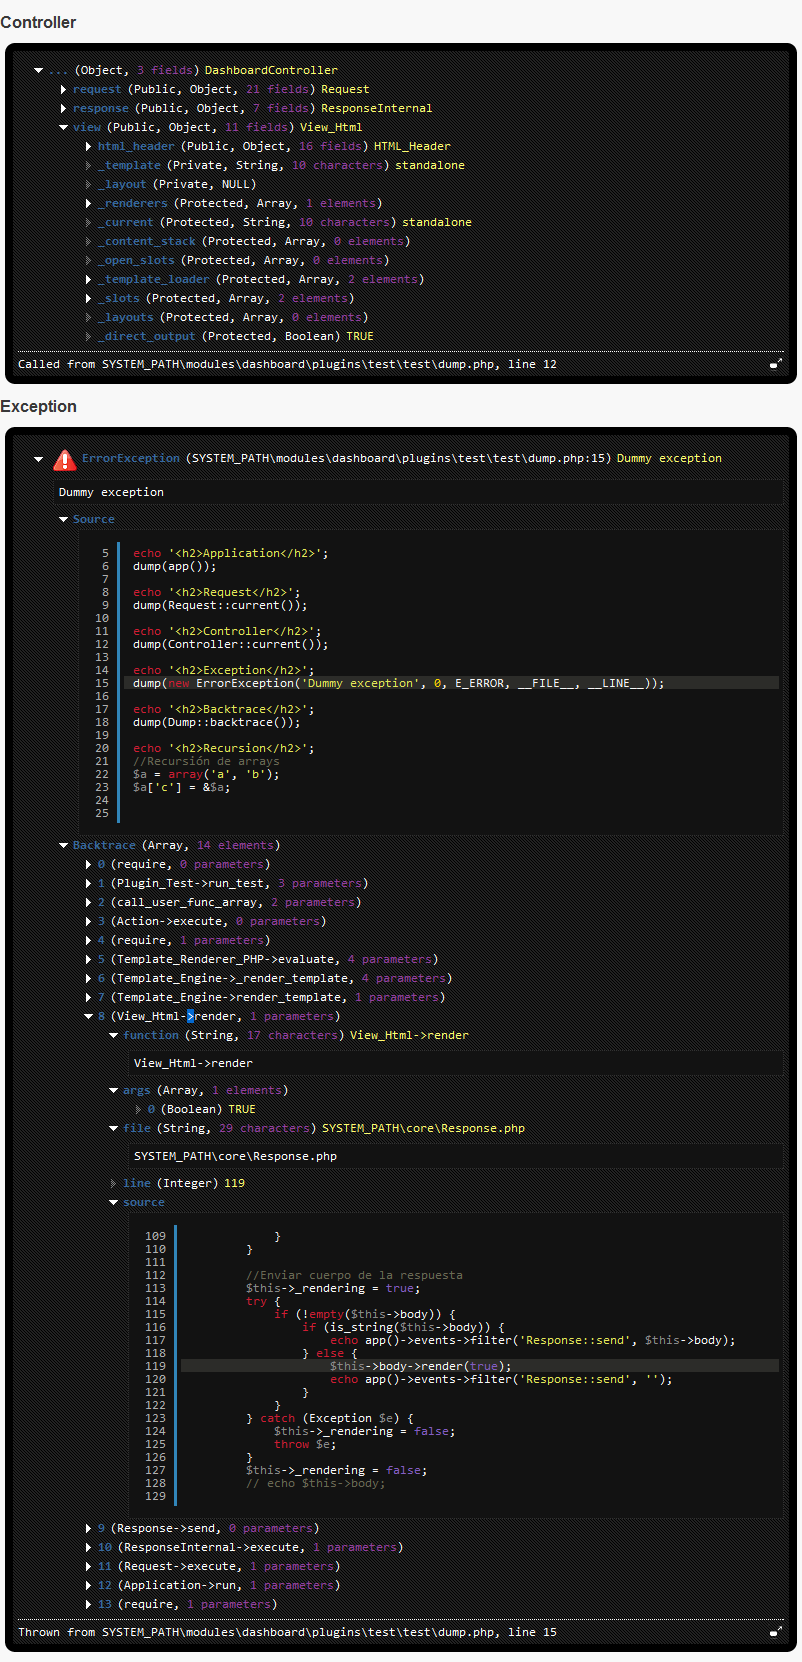 Controller
... (Object, 3 fields) DashboardController
request (Public, Object, 21 fields) Request
response (Public, Object, 7 fields) ResponseInternal
view (Public, Object, 11 fields) View_Html
html_header (Public, Object, 16 fields) HTML_Header
_template (Private, String, 10 characters) standalone
_layout (Private, NULL)
_renderers (Protected, Array, 1 elements)
_current (Protected, String, 10 characters) standalone
_content_stack (Protected, Array, 0 elements)
_open_slots (Protected, Array, 0 elements)
_template_loader (Protected, Array, 2 elements)
_slots (Protected, Array, 2 elements)
_layouts (Protected, Array, 0 elements)
_direct_output (Protected, Boolean) TRUE
Called from SYSTEM_PATH\modules\dashboard\plugins\test\test\dump.php, line 12
Exception
ErrorException (SYSTEM_PATH\modules\dashboard\plugins\test\test\dump.php:15) Dummy exception
Dummy exception
Source
5 echo '<h2>Application</h2>';
6 dump(app());
7
8 echo '<h2>Request</h2>';
9 dump(Request::current());
10
11 echo '<h2>Controller</h2>';
12 dump(Controller::current());
13
14 echo '<h2>Exception</h2>';
15 dump(new ErrorException('Dummy exception', 0, E_ERROR, __FILE__, __LINE__));
16
17 echo '<h2>Backtrace</h2>';
18 dump(Dump::backtrace());
19
20 echo '<h2>Recursion</h2>';
21 //Recursión de arrays
22 $a = array('a', 'b');
23 $a['c'] = &$a;
24
25
Backtrace (Array, 14 elements)
0 (require, 0 parameters)
1 (Plugin_Test->run_test, 3 parameters)
2 (call_user_func_array, 2 parameters)
3 (Action->execute, 0 parameters)
4 (require, 1 parameters)
5 (Template_Renderer_PHP->evaluate, 4 parameters)
6 (Template_Engine->_render_template, 4 parameters)
7 (Template_Engine->render_template, 1 parameters)
8 (View_Html->render, 1 parameters)
function (String, 17 characters) View_Html->render
View_Html->render
args (Array, 1 elements)
0 (Boolean) TRUE
file (String, 29 characters) SYSTEM_PATH\core\Response.php
SYSTEM_PATH\core\Response.php
line (Integer) 119
source
109 }
110 }
111
112 //Enviar cuerpo de la respuesta
113 $this->_rendering = true;
114 try {
115 if (!empty($this->body)) {
116 if (is_string($this->body)) {
117 echo app()->events->filter('Response::send', $this->body);
118 } else {
119 $this->body->render(true);
120 echo app()->events->filter('Response::send', '');
121 }
122 }
123 } catch (Exception $e) {
124 $this->_rendering = false;
125 throw $e;
126 }
127 $this->_rendering = false;
128 // echo $this->body;
129
9 (Response->send, 0 parameters)
10 (ResponseInternal->execute, 1 parameters)
11 (Request->execute, 1 parameters)
12 (Application->run, 1 parameters)
13 (require, 1 parameters)
Thrown from SYSTEM_PATH\modules\dashboard\plugins\test\test\dump.php, line 15